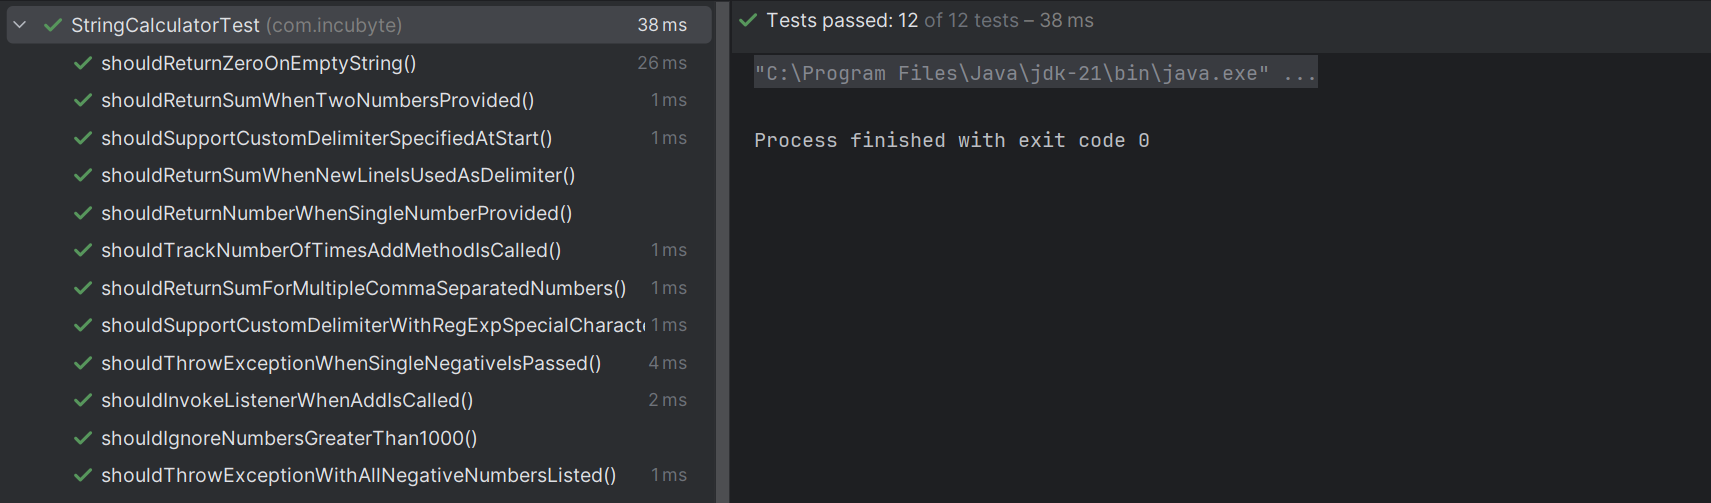 StringCalculatorTest (com.incubyte) 38 ms
shouldReturnZeroOnEmptyString() 26 ms
shouldReturnSumWhenTwoNumbersProvided() 1 ms
shouldSupportCustomDelimiterSpecifiedAtStart() 1 ms
shouldReturnSumWhenNewLineIsUsedAsDelimiter()
shouldReturnNumberWhenSingleNumberProvided()
shouldTrackNumberOfTimesAddMethodIsCalled() 1 ms
shouldReturnSumForMultipleCommaSeparatedNumbers() 1 ms
shouldSupportCustomDelimiterWithRegExpSpecialCharacte 1 ms
shouldThrowExceptionWhenSingleNegativeIsPassed() 4 ms
shouldInvokeListenerWhenAddIsCalled() 2 ms
shouldIgnoreNumbersGreaterThan1000()
shouldThrowExceptionWithAllNegativeNumbersListed() 1 ms
Tests passed: 12 of 12 tests – 38 ms
"C:\Program Files\Java\jdk-21\bin\java.exe" ...
Process finished with exit code 0